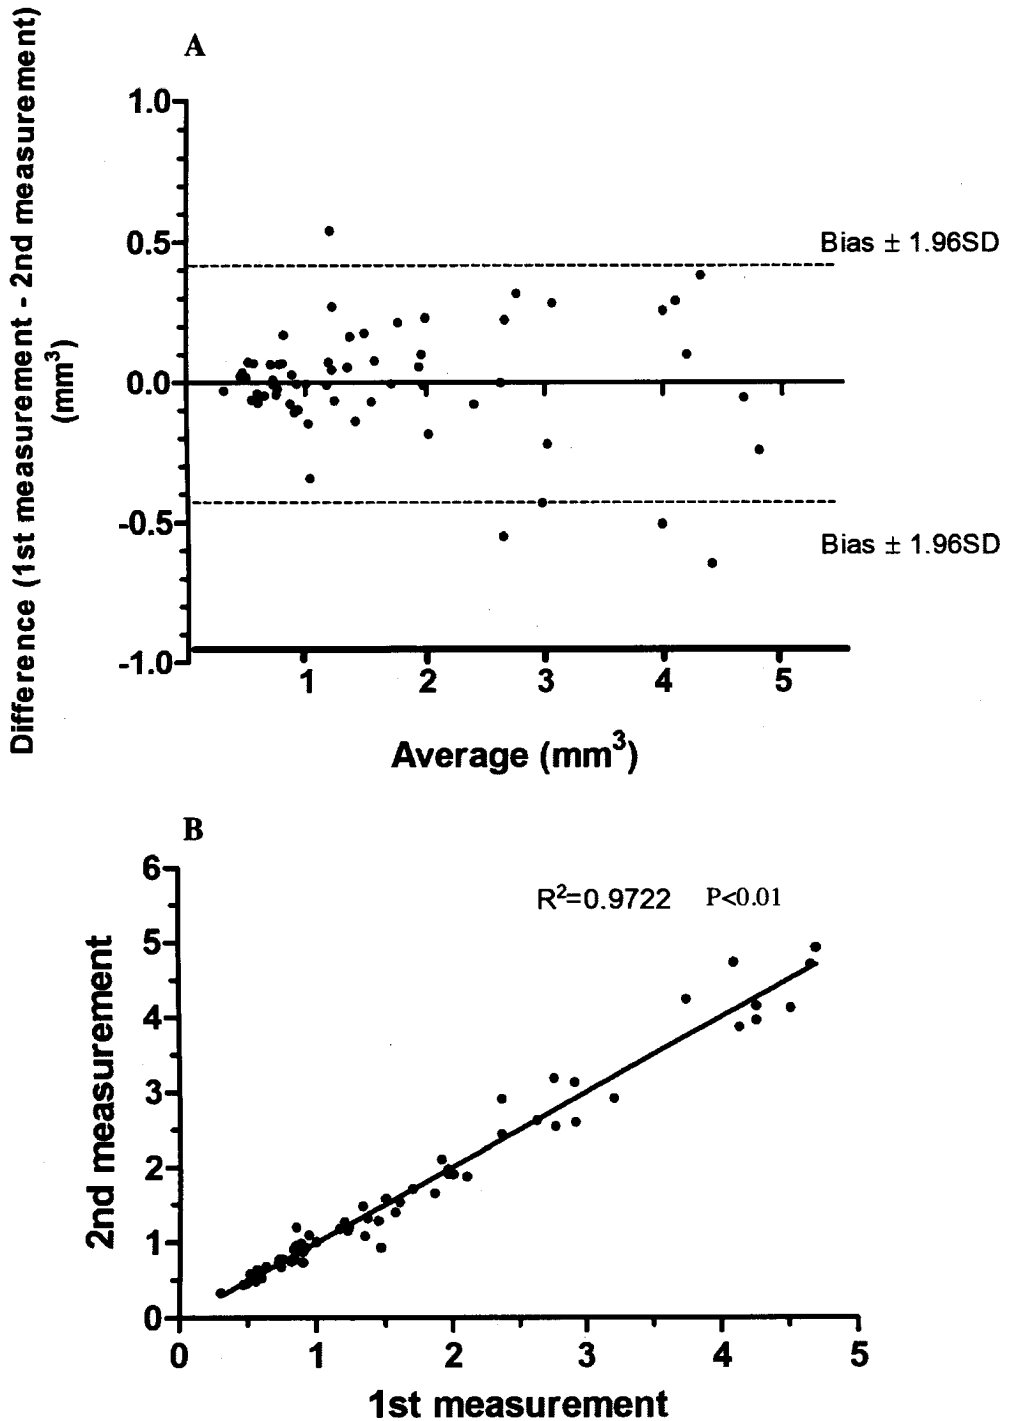 A
Difference (1st measurement - 2nd measurement)
(mm³)
1.0
0.5
0.0
-0.5
-1.0
Bias ± 1.96SD
Bias ± 1.96SD
1 2 3 4 5
Average (mm³)
B
2nd measurement
6
5
4
3
2
1
0
R²=0.9722 P<0.01
0 1 2 3 4 5
1st measurement